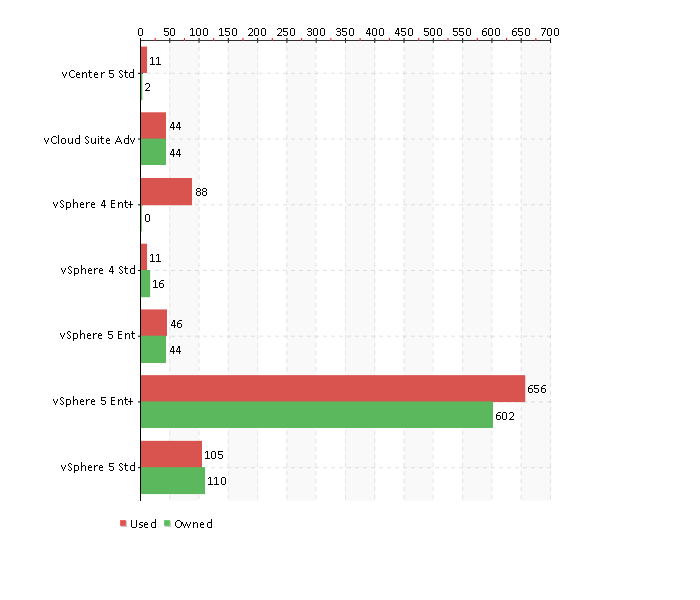 0 50 100 150 200 250 300 350 400 450 500 550 600 650 700
vCenter 5 Std 11
2
vCloud Suite Adv 44
44
vSphere 4 Ent+ 88
0
vSphere 4 Std 11
16
vSphere 5 Ent 46
44
vSphere 5 Ent+ 656
602
vSphere 5 Std 105
110
Used Owned